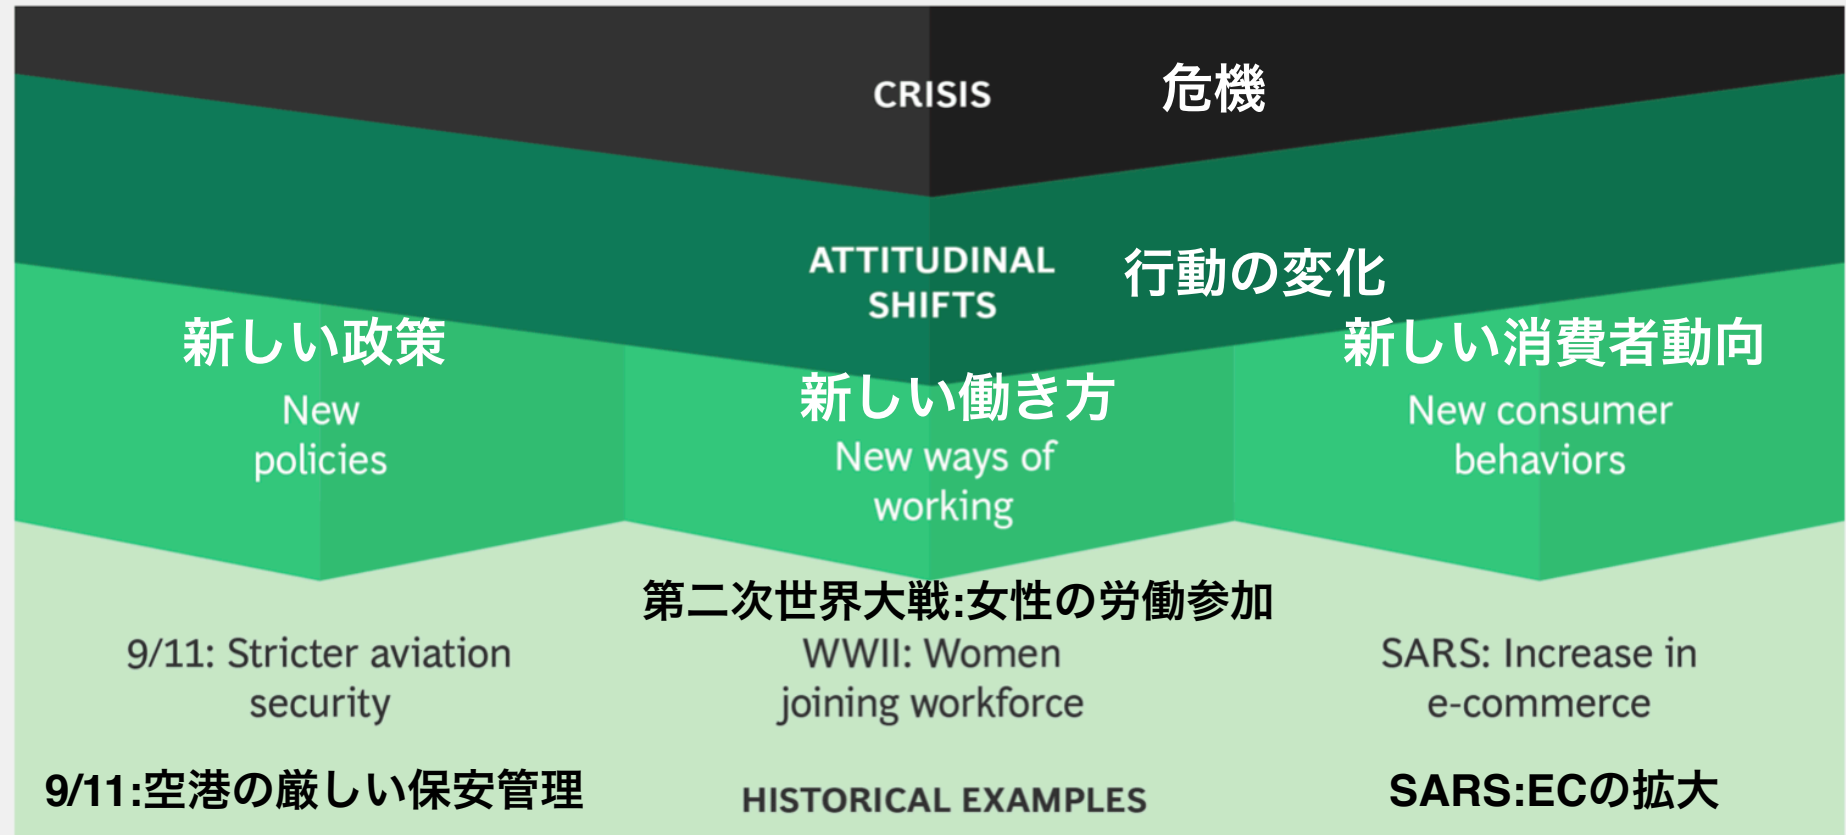 CRISIS
危機
ATTITUDINAL
SHIFTS
行動の変化
新しい政策
New
policies
新しい働き方
New ways of
working
新しい消費者動向
New consumer
behaviors
9/11: Stricter aviation
security
9/11:空港の厳しい保安管理
第二次世界大戦:女性の労働参加
WWII: Women
joining workforce
SARS: Increase in
e-commerce
SARS:ECの拡大
HISTORICAL EXAMPLES